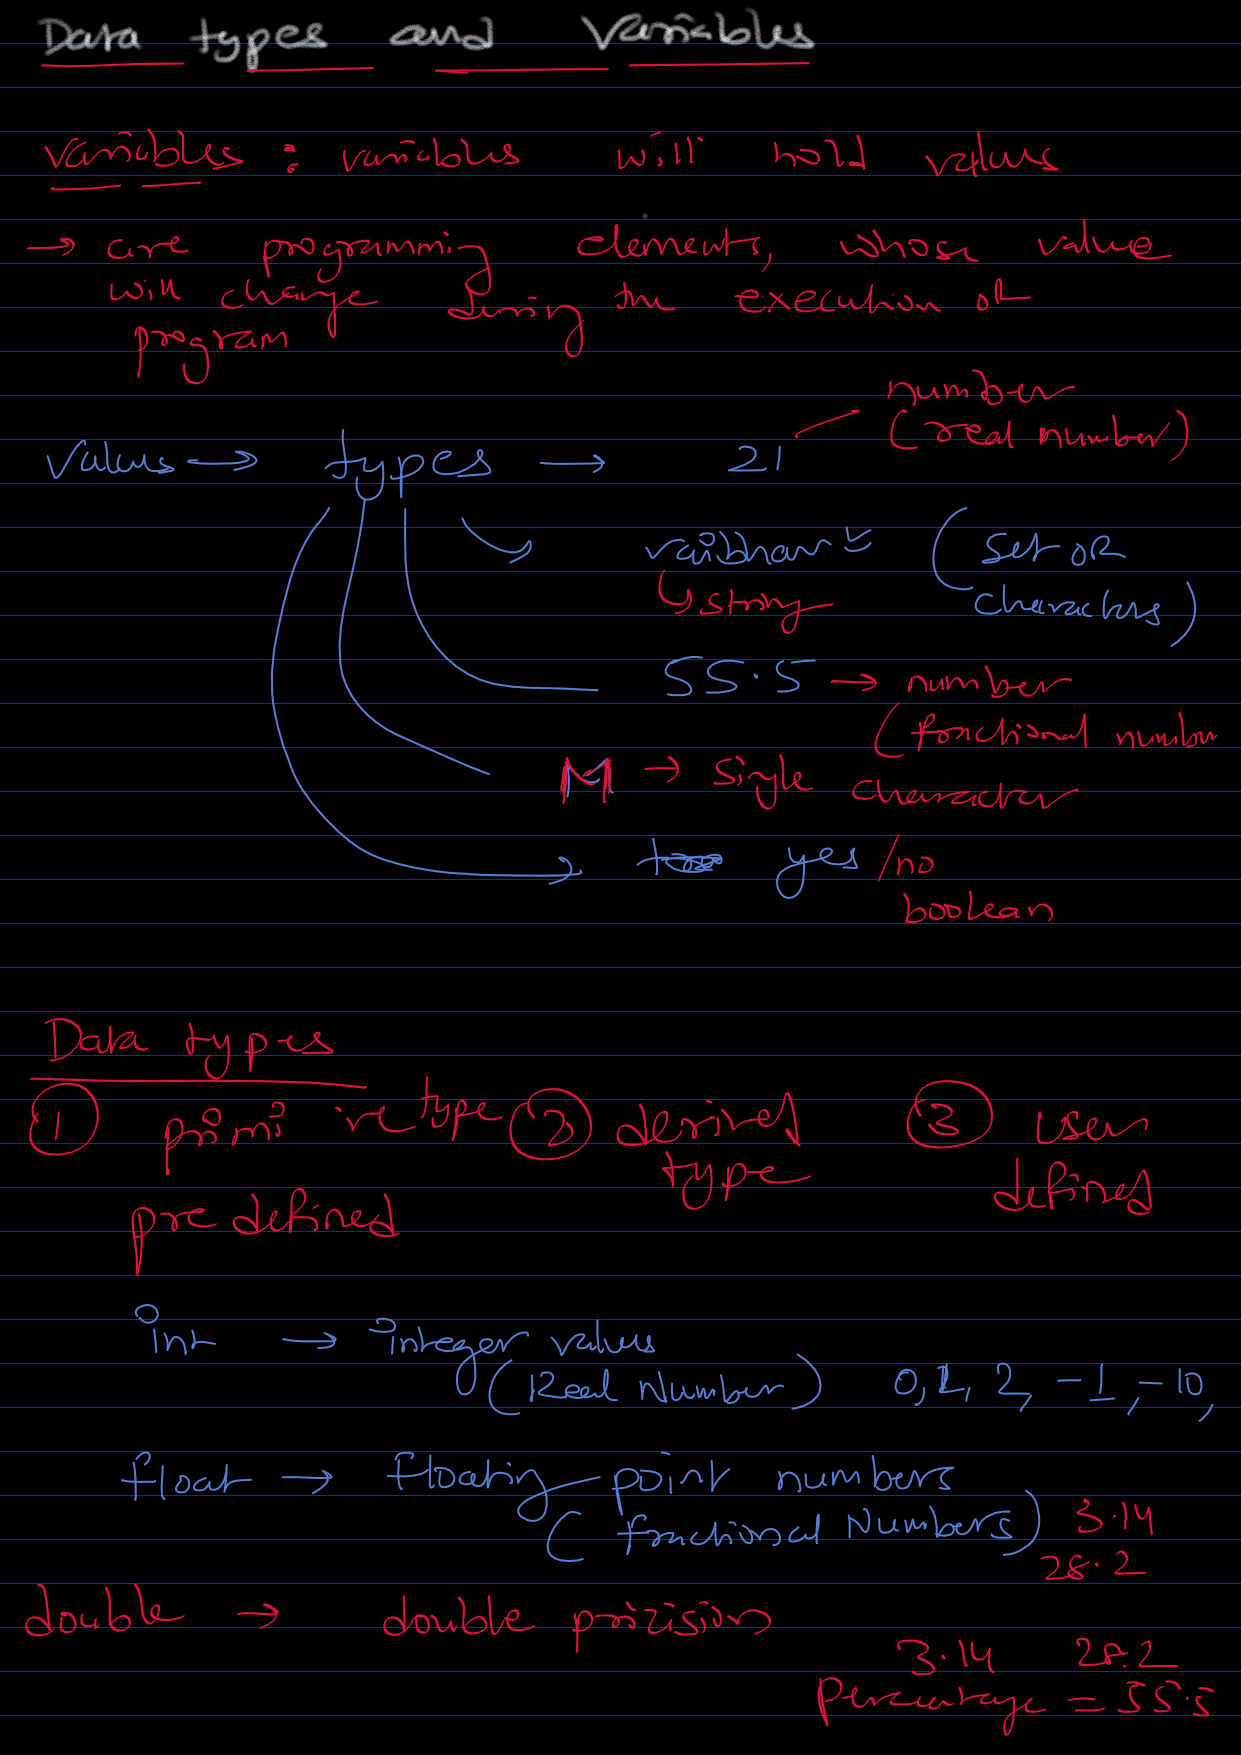 Data types and Variables
Variables : variables will hold values
→ are programming elements, whose value
will change during the execution of
program
number
(real number)
Values → types → 21
vaibhav (set of
string characters)
55.5 → number
(fractional number
M → single character
yes /no
boolean
Data types
① primitive type ② derived type ③ user defined
pre defined
int → integer values
(Real Number) 0, 1, 2, -1, -10,
float → floating point numbers
(fractional Numbers) 3.14
28.2
double → double precision
3.14 28.2
Percentage = 55.5